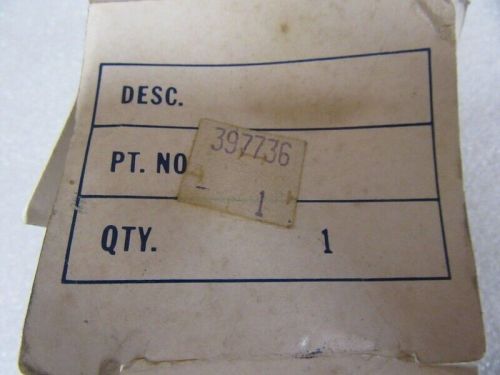 DESC.
397736
PT. NO
- 1
QTY. 1